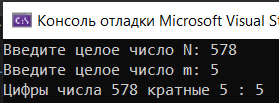 Консоль отладки Microsoft Visual
Введите целое число N: 578
Введите целое число m: 5
Цифры числа 578 кратные 5 : 5